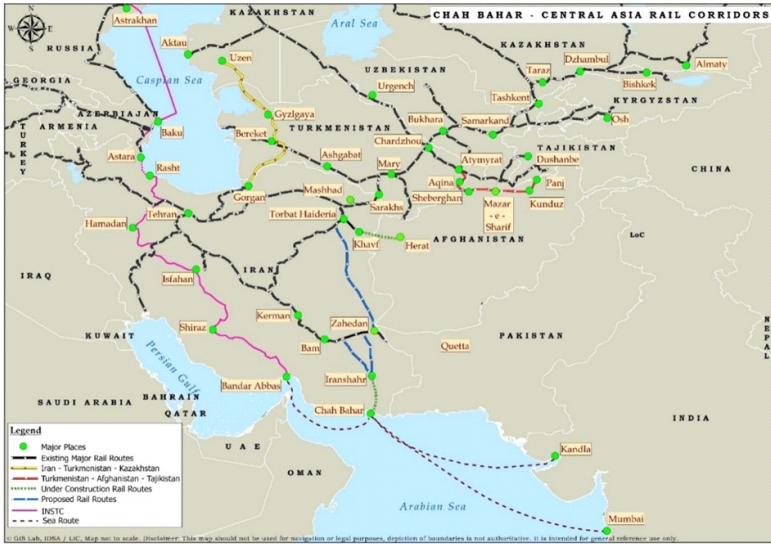 CHAH BAHAR - CENTRAL ASIA RAIL CORRIDORS
N
W
E
S
Astrakhan
KAZAKHSTAN
Aral Sea
RUSSIA
Aktau
Uzen
KAZAKHSTAN
Dzhambul
Almaty
Caspian Sea
UZBEKISTAN
Taraz
Bishkek
GEORGIA
Urgench
Tashkent
KYRGYZSTAN
AZERBIAJAN
Gyzlgaya
Bukhara
Samarkand
Osh
ARMENIA
Baku
Bereket
TURKMENISTAN
TURKEY
Chardzhou
TAJIKISTAN
Astara
Ashgabat
Mary
Atymyrat
Dushanbe
CHINA
Rasht
Aqina
Panj
Gorgan
Mashhad
Sarakhs
Sheberghan
Mazar
- e -
Sharif
Kunduz
Hamadan
Tehran
Torbat Haideria
Khavf
Herat
AFGHANISTAN
LoC
IRAQ
Isfahan
IRAN
Kerman
Zahedan
KUWAIT
Shiraz
Bam
Quetta
PAKISTAN
NEPAL
Persian Gulf
Bandar Abbas
Iranshahr
SAUDI ARABIA
BAHRAIN
QATAR
Chah Bahar
INDIA
UAE
Kandla
OMAN
Arabian Sea
Mumbai
Legend
Major Places
Existing Major Rail Routes
Iran - Turkmcnistan - Kazakhstan
Turkmenistan - Afghanistan - Tajikistan
Under Construction Rail Routes
Proposed Rail Routes
INSTC
Sea Route
© GIS Lab, IDSA / LIC, Map not to scale. Disclaimer: This map should not be used for navigation or legal purposes, depiction of boundaries is not authoritative. It is intended for general reference use only.